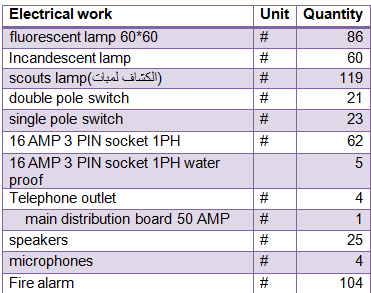 Electrical work Unit Quantity
fluorescent lamp 60*60 # 86
Incandescent lamp # 60
scouts lamp(الكشاف لمبات) # 119
double pole switch # 21
single pole switch # 23
16 AMP 3 PIN socket 1PH # 62
16 AMP 3 PIN socket 1PH water 5
proof
Telephone outlet # 4
main distribution board 50 AMP # 1
speakers # 25
microphones # 4
Fire alarm # 104